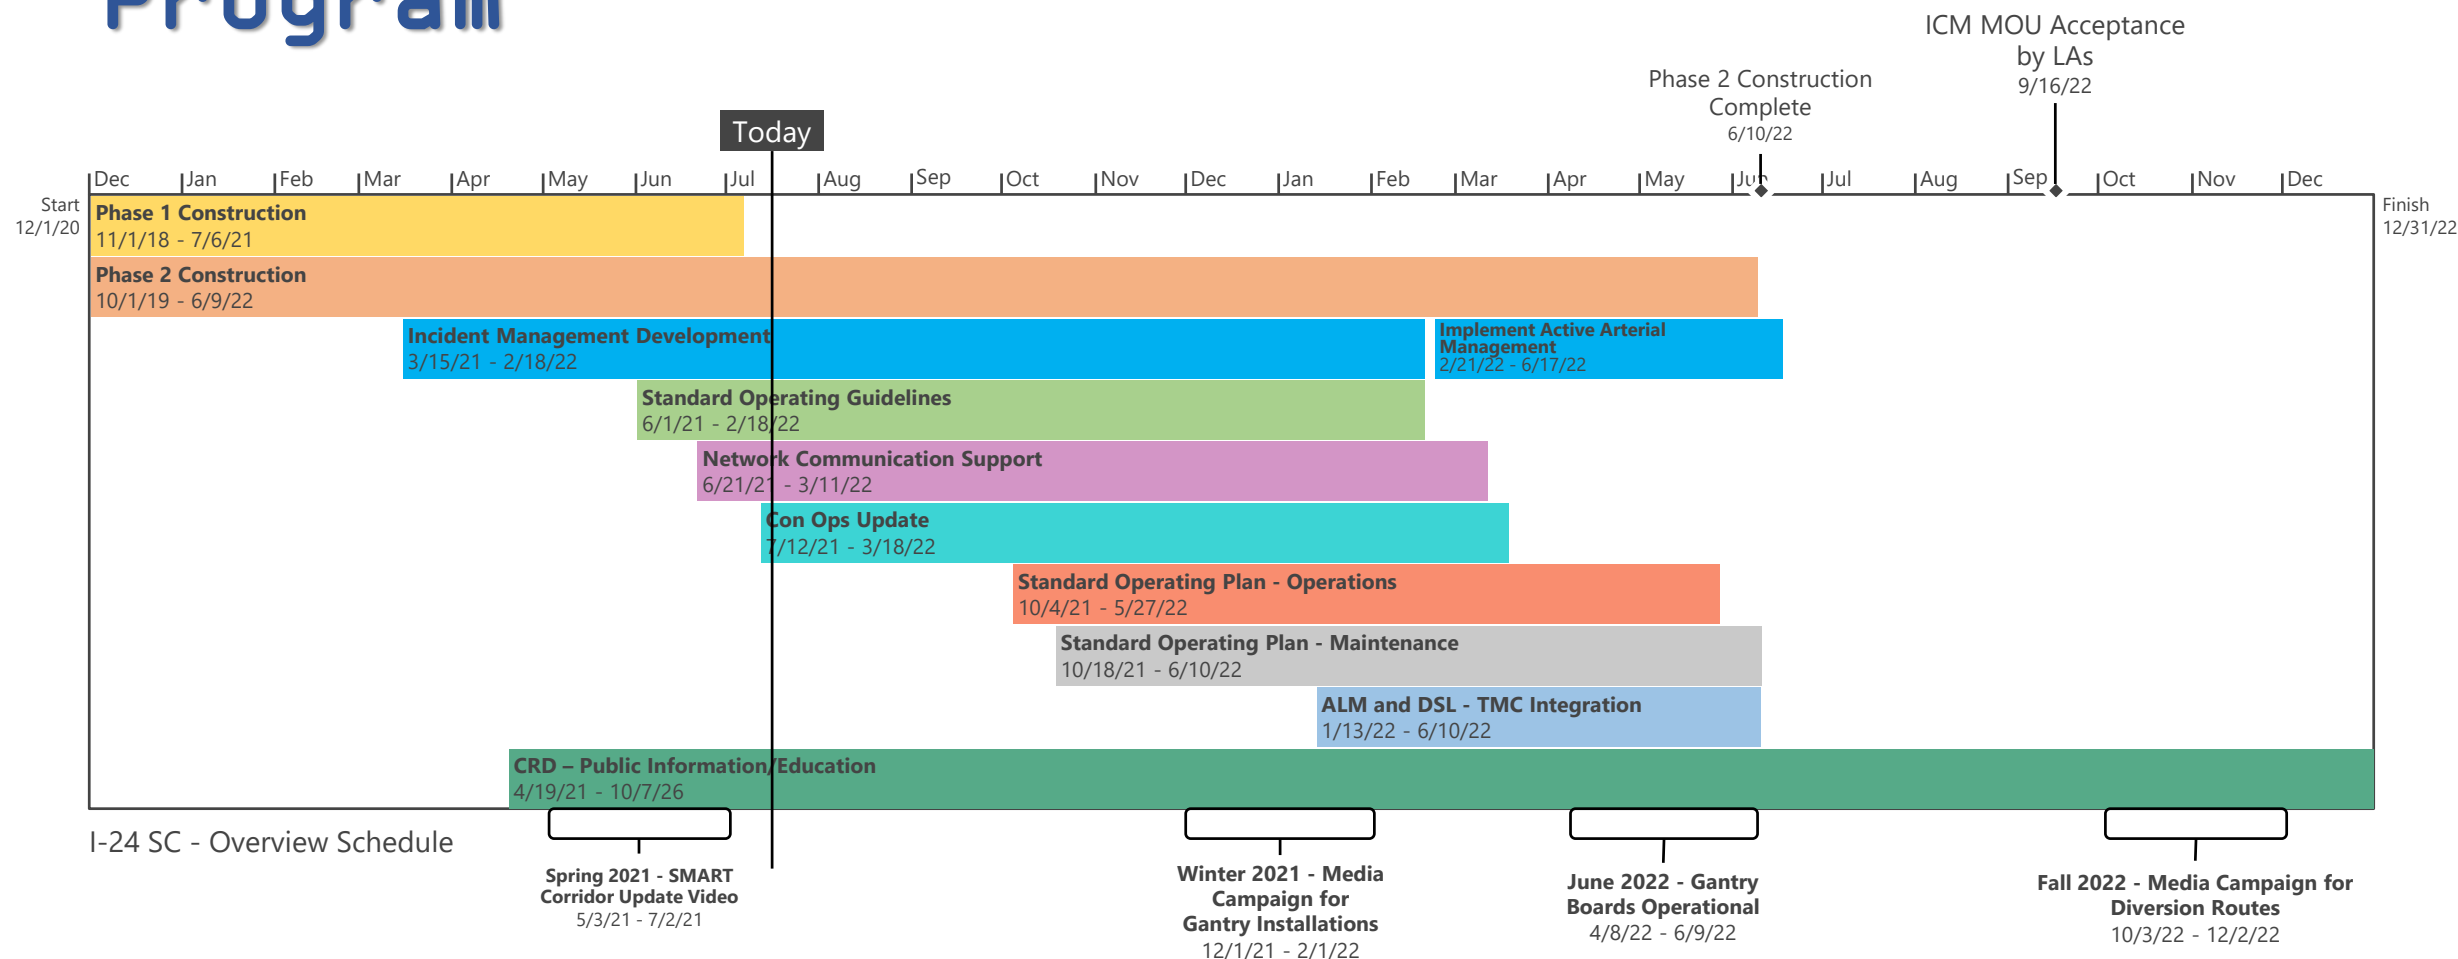 Program
ICM MOU Acceptance
by LAs
9/16/22
Phase 2 Construction
Complete
6/10/22
Today
Dec Jan Feb Mar Apr May Jun Jul Aug Sep Oct Nov Dec Jan Feb Mar Apr May Jun Jul Aug Sep Oct Nov Dec
Start
12/1/20
Finish
12/31/22
Phase 1 Construction
11/1/18 - 7/6/21
Phase 2 Construction
10/1/19 - 6/9/22
Incident Management Development
3/15/21 - 2/18/22
Implement Active Arterial
Management
2/21/22 - 6/17/22
Standard Operating Guidelines
6/1/21 - 2/18/22
Network Communication Support
6/21/21 - 3/11/22
Con Ops Update
7/12/21 - 3/18/22
Standard Operating Plan - Operations
10/4/21 - 5/27/22
Standard Operating Plan - Maintenance
10/18/21 - 6/10/22
ALM and DSL - TMC Integration
1/13/22 - 6/10/22
CRD – Public Information/Education
4/19/21 - 10/7/26
I-24 SC - Overview Schedule
Spring 2021 - SMART
Corridor Update Video
5/3/21 - 7/2/21
Winter 2021 - Media
Campaign for
Gantry Installations
12/1/21 - 2/1/22
June 2022 - Gantry
Boards Operational
4/8/22 - 6/9/22
Fall 2022 - Media Campaign for
Diversion Routes
10/3/22 - 12/2/22